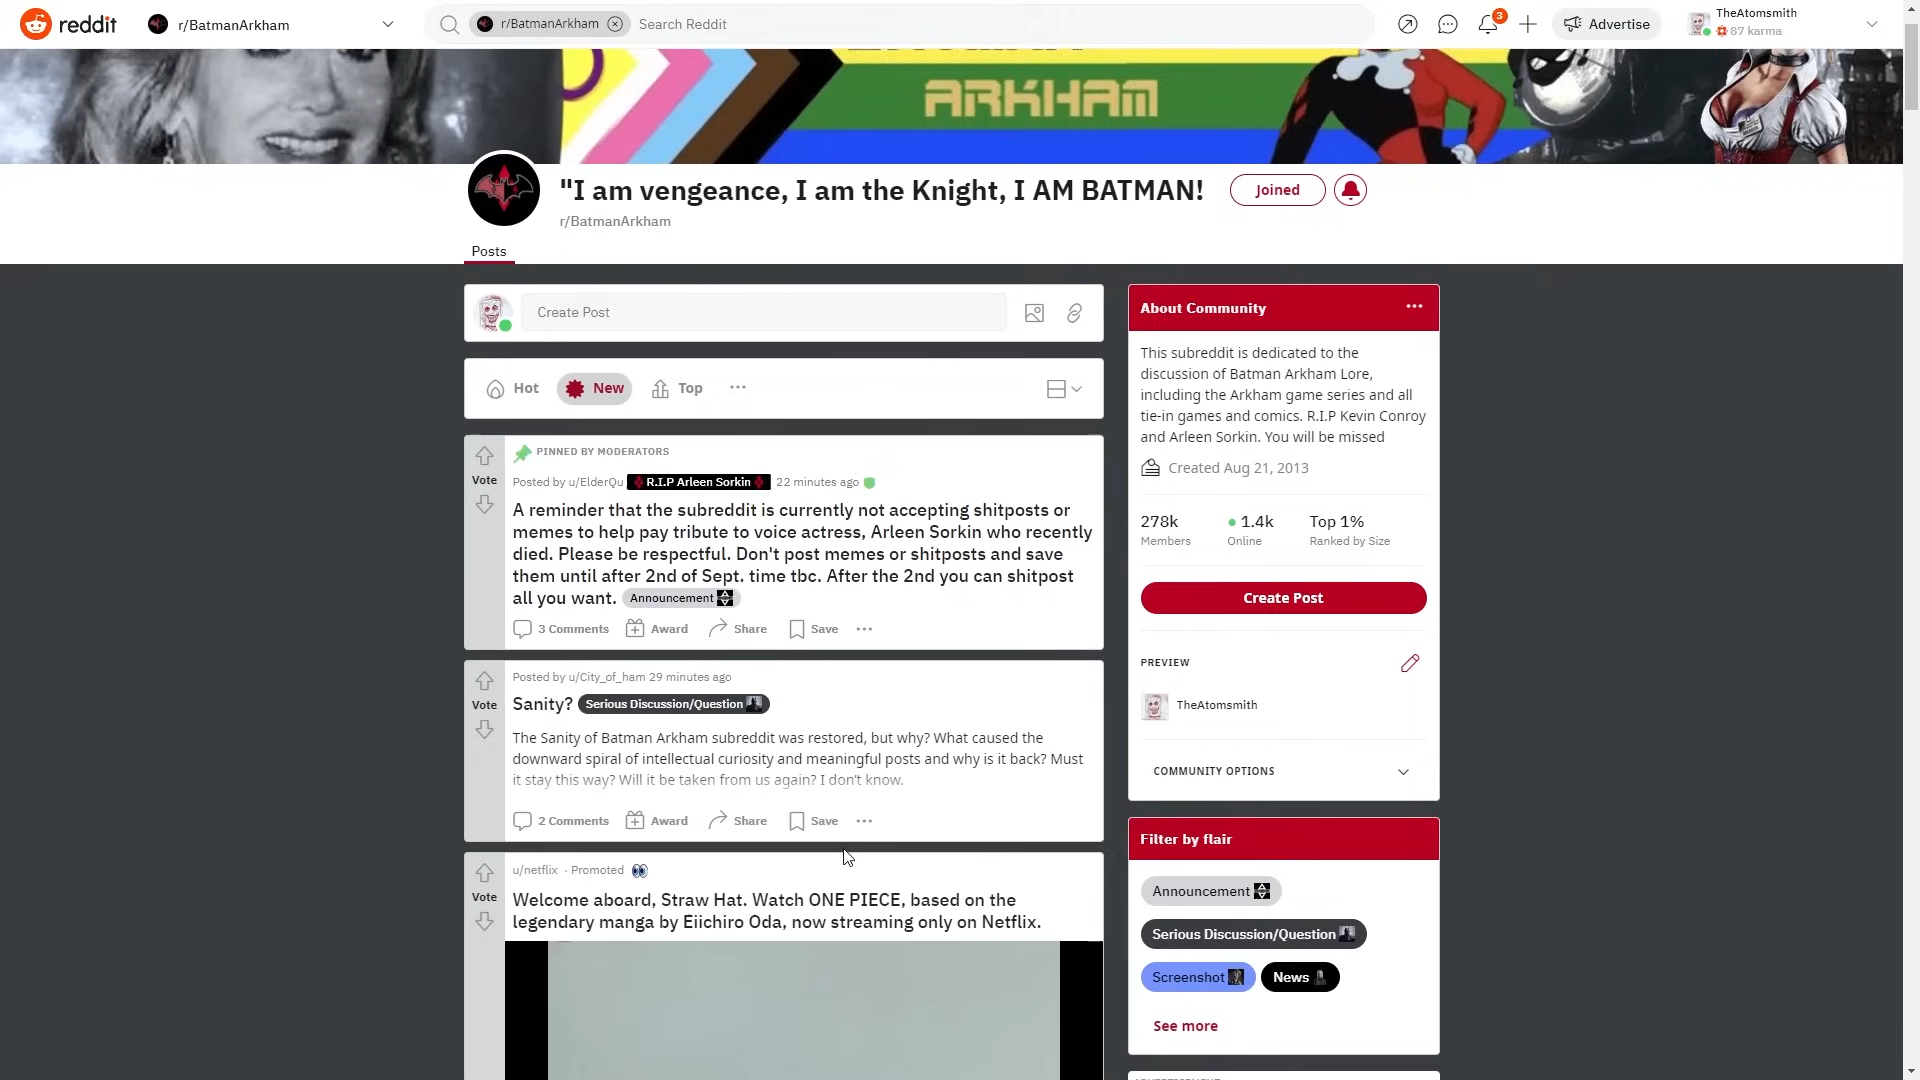 reddit
r/BatmanArkham
r/BatmanArkham
Search Reddit
3
Advertise
TheAtomsmith
87 karma
ARKHAM
"I am vengeance, I am the Knight, I AM BATMAN!
Joined
r/BatmanArkham
Posts
Create Post
Hot
New
Top
PINNED BY MODERATORS
Vote
Posted by u/ElderQu R.I.P Arleen Sorkin 22 minutes ago
A reminder that the subreddit is currently not accepting shitposts or
memes to help pay tribute to voice actress, Arleen Sorkin who recently
died. Please be respectful. Don't post memes or shitposts and save
them until after 2nd of Sept. time tbc. After the 2nd you can shitpost
all you want. Announcement
3 Comments Award Share Save
Posted by u/City_of_ham 29 minutes ago
Vote
Sanity? Serious Discussion/Question
The Sanity of Batman Arkham subreddit was restored, but why? What caused the
downward spiral of intellectual curiosity and meaningful posts and why is it back? Must
it stay this way? Will it be taken from us again? I don't know.
2 Comments Award Share Save
u/netflix · Promoted
Vote
Welcome aboard, Straw Hat. Watch ONE PIECE, based on the
legendary manga by Eiichiro Oda, now streaming only on Netflix.
About Community
This subreddit is dedicated to the
discussion of Batman Arkham Lore,
including the Arkham game series and all
tie-in games and comics. R.I.P Kevin Conroy
and Arleen Sorkin. You will be missed
Created Aug 21, 2013
278k 1.4k Top 1%
Members Online Ranked by Size
Create Post
PREVIEW
TheAtomsmith
COMMUNITY OPTIONS
Filter by flair
Announcement
Serious Discussion/Question
Screenshot News
See more